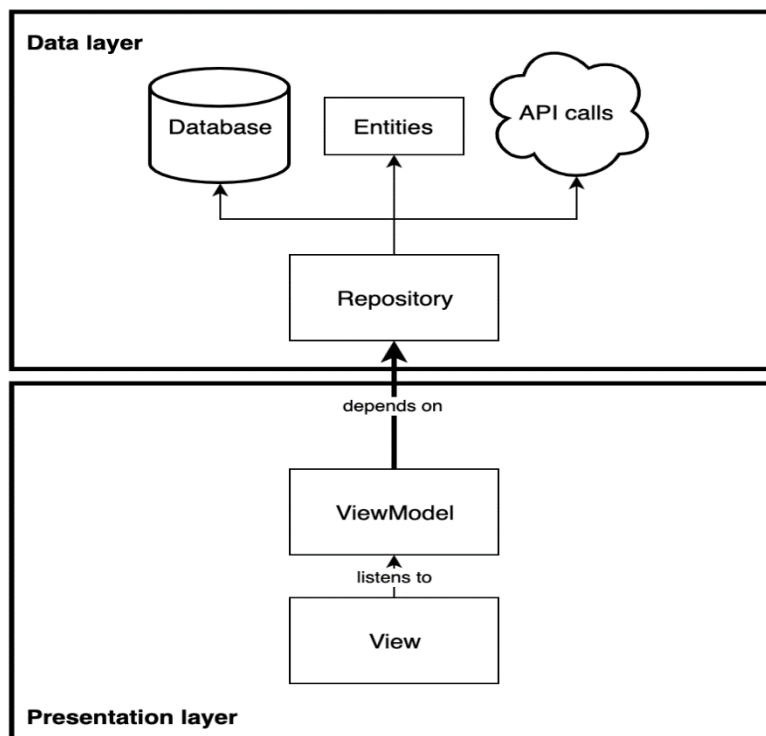 Data layer
Database
Entities
API calls
Repository
depends on
ViewModel
listens to
View
Presentation layer